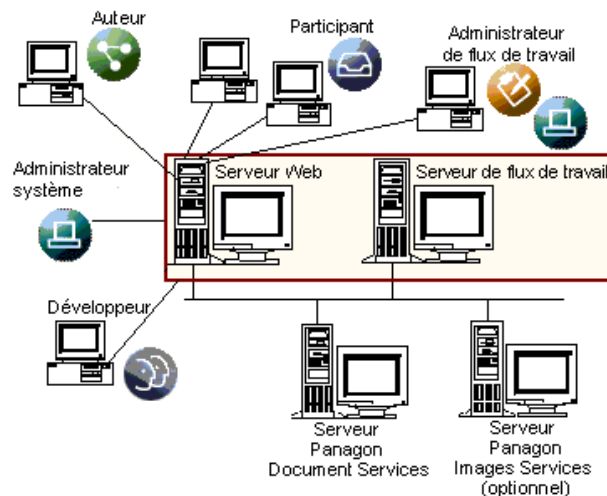 Auteur
Participant
Administrateur
de flux de travail
Administrateur
système
Serveur Web
Serveur de flux de travail
Développeur
Serveur
Panagon
Document Services
Serveur
Panagon
Images Services
(optionnel)